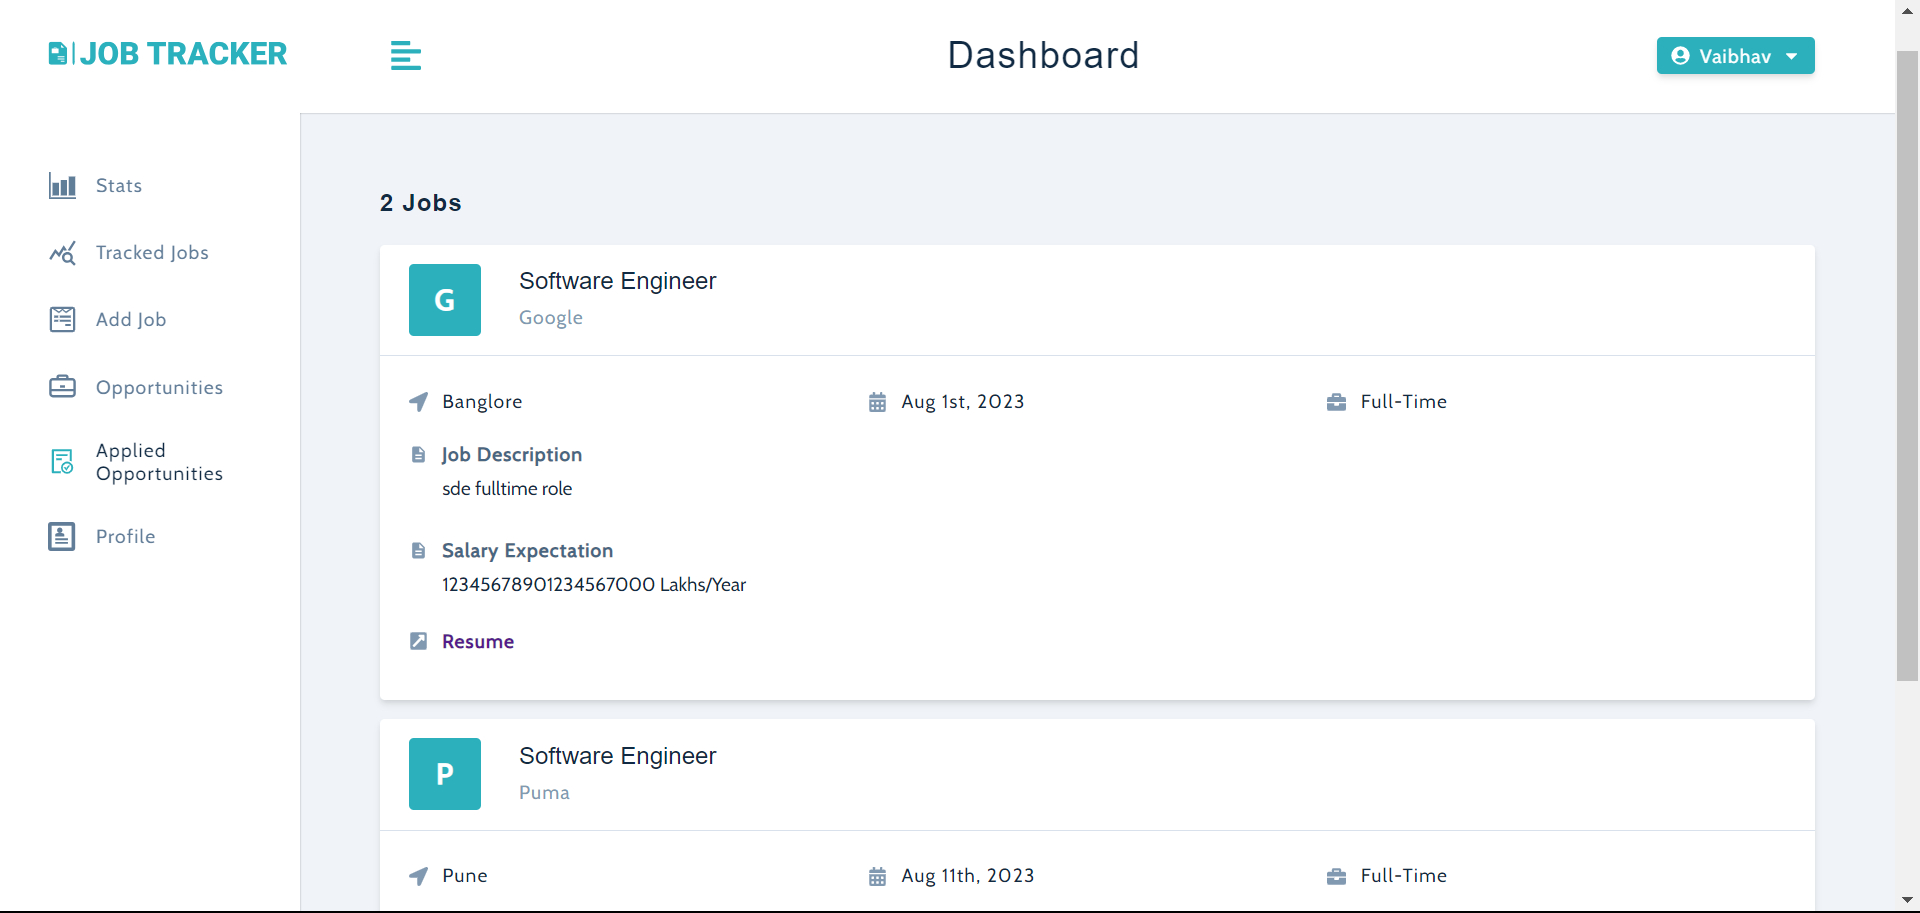 JOB TRACKER
Dashboard
Vaibhav
Stats
Tracked Jobs
Add Job
Opportunities
Applied
Opportunities
Profile
2 Jobs
G
Software Engineer
Google
Banglore
Aug 1st, 2023
Full-Time
Job Description
sde fulltime role
Salary Expectation
12345678901234567000 Lakhs/Year
Resume
P
Software Engineer
Puma
Pune
Aug 11th, 2023
Full-Time